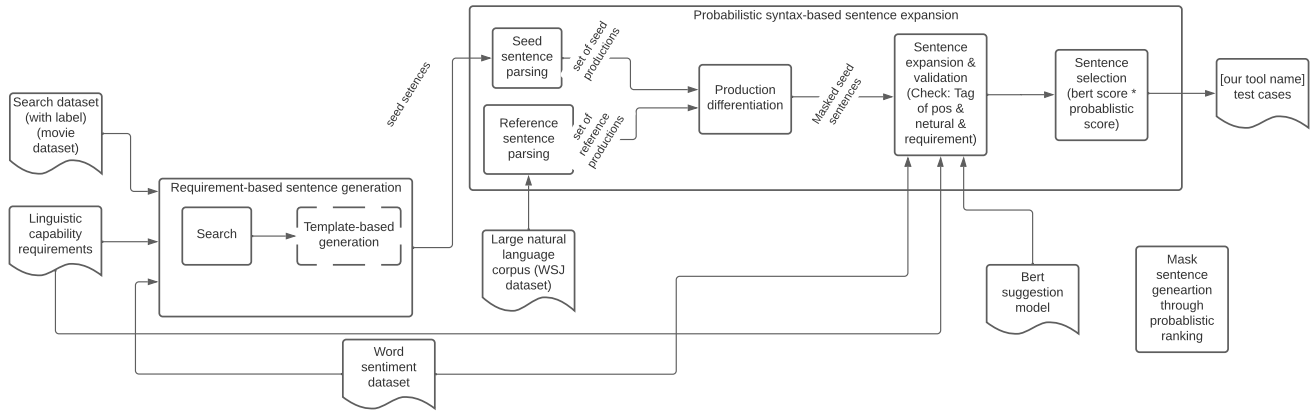 Probabilistic syntax-based sentence expansion
Search dataset
(with label)
(movie
dataset)
Linguistic
capability
requirements
Requirement-based sentence generation
Search
Template-based
generation
seed setences
Seed
sentence
parsing
set of seed
productions
Reference
sentence
parsing
set of
reference
productions
Large natural
language
corpus (WSJ
dataset)
Production
differentiation
Masked seed
sentences
Sentence
expansion &
validation
(Check: Tag
of pos &
netural &
requirement)
Sentence
selection
(bert score *
probablistic
score)
[our tool name]
test cases
Bert
suggestion
model
Mask
sentence
geneartion
through
probablistic
ranking
Word
sentiment
dataset